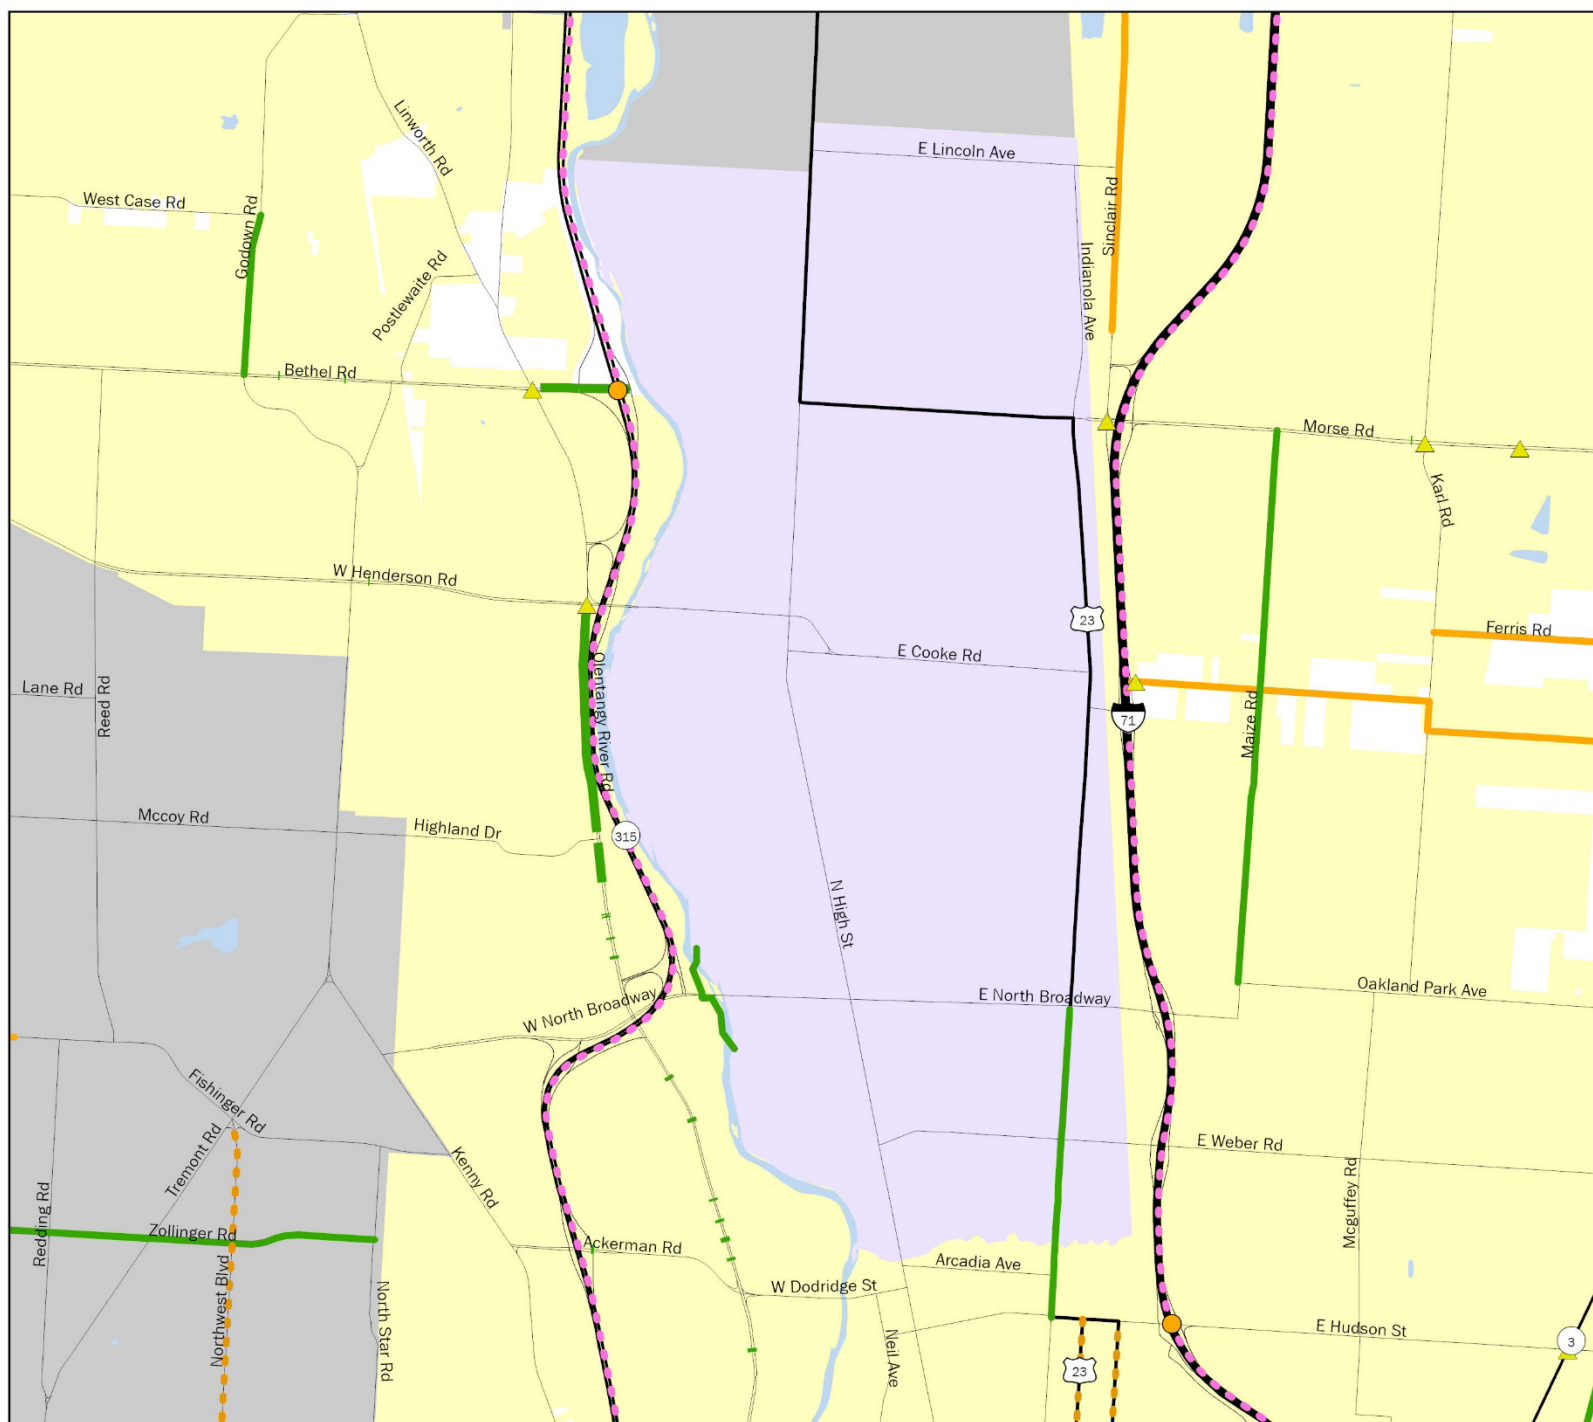 E Lincoln Ave
Linworth Rd
West Case Rd
Godown Rd
Sinclair Rd
Indianola Ave
Postlewaite Rd
Bethel Rd
Morse Rd
Karl Rd
W Henderson Rd
23
Ferris Rd
E Cooke Rd
Lane Rd
Reed Rd
Olentangy River Rd
71
Maize Rd
Mccoy Rd
Highland Dr
315
N High St
Oakland Park Ave
E North Broadway
W North Broadway
Fishinger Rd
Tremont Rd
E Weber Rd
Kenny Rd
Mcguffey Rd
Redding Rd
Zollinger Rd
Ackerman Rd
Arcadia Ave
W Dodridge St
Northwest Blvd
North Star Rd
Neil Ave
E Hudson St
3
23